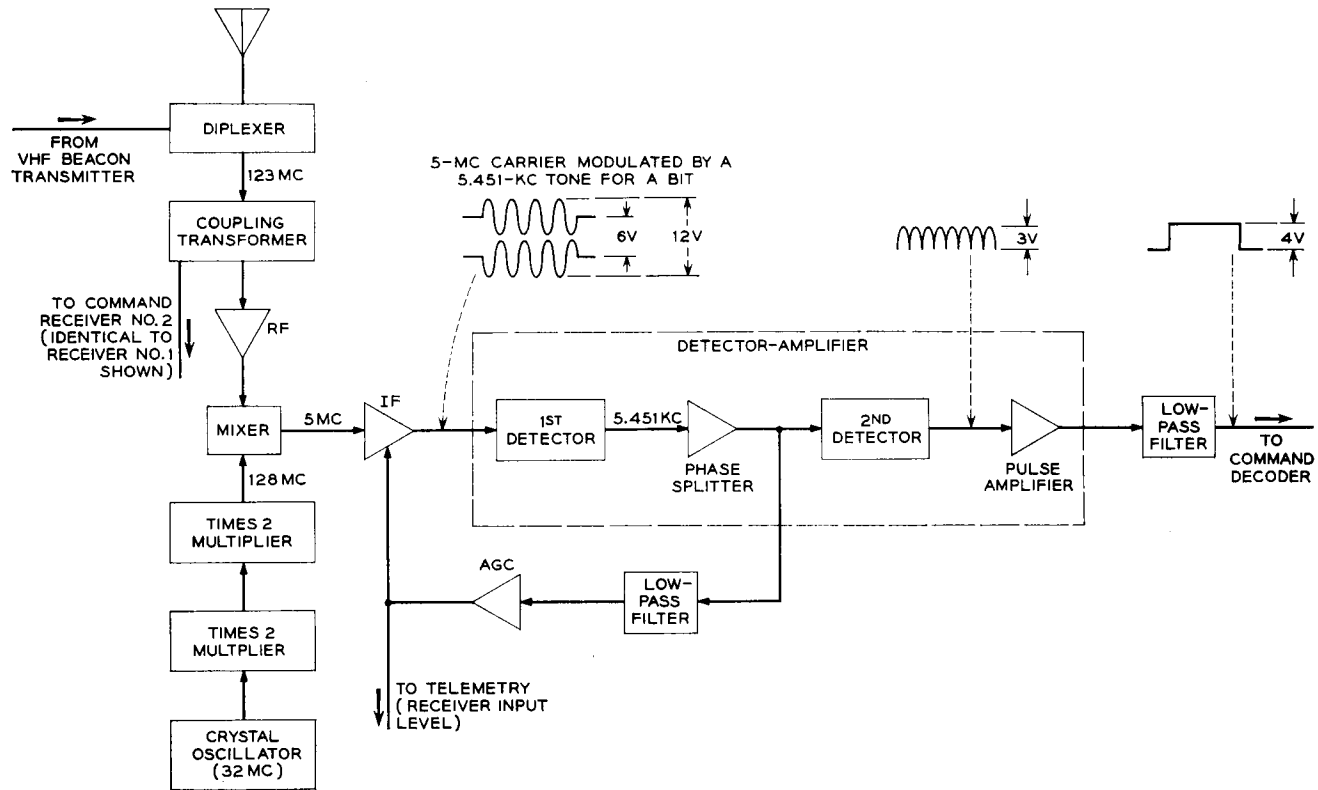 DIPLEXER
FROM
VHF BEACON
TRANSMITTER
123 MC
COUPLING
TRANSFORMER
TO COMMAND
RECEIVER NO. 2
(IDENTICAL TO
RECEIVER NO. 1
SHOWN)
RF
MIXER
5 MC
IF
128 MC
TIMES 2
MULTIPLIER
TIMES 2
MULTPLIER
CRYSTAL
OSCILLATOR
(32 MC)
5-MC CARRIER MODULATED BY A
5.451-KC TONE FOR A BIT
6V
12V
3V
4V
DETECTOR-AMPLIFIER
1ST
DETECTOR
5.451 KC
PHASE
SPLITTER
2ND
DETECTOR
PULSE
AMPLIFIER
LOW-
PASS
FILTER
TO
COMMAND
DECODER
AGC
LOW-
PASS
FILTER
TO TELEMETRY
(RECEIVER INPUT
LEVEL)